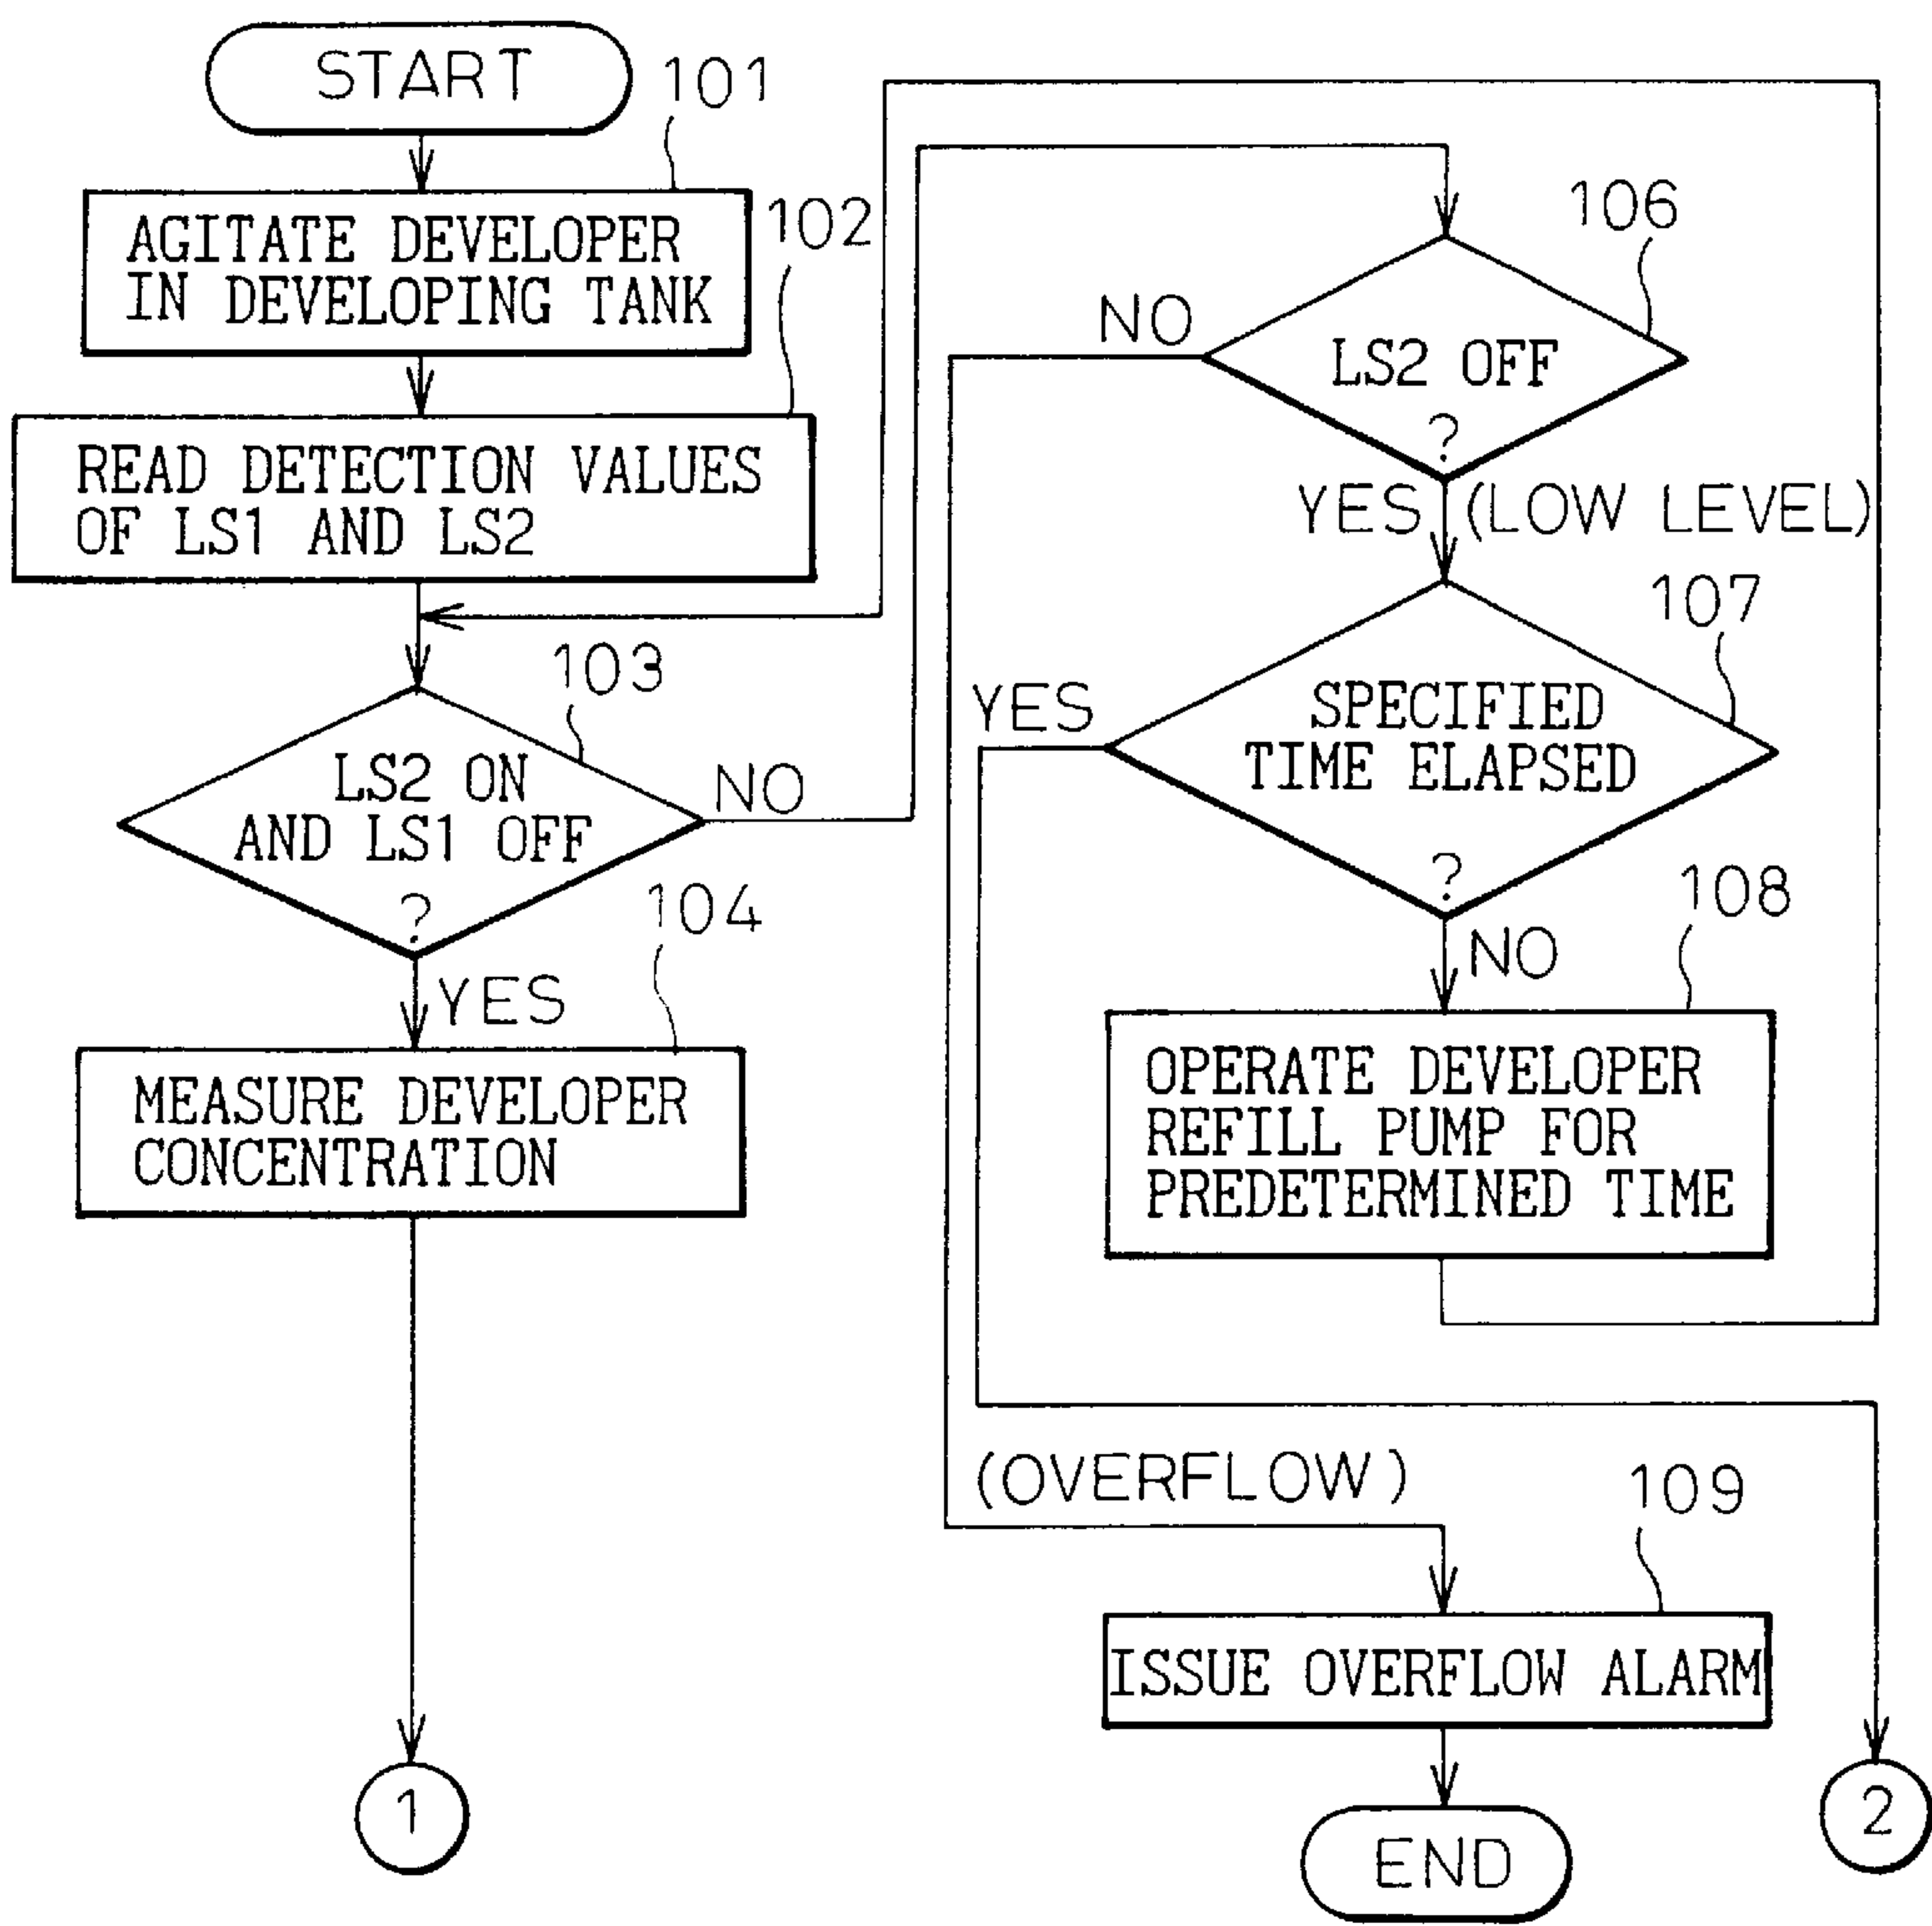 START
101
AGITATE DEVELOPER
IN DEVELOPING TANK
102
READ DETECTION VALUES
OF LS1 AND LS2
103
LS2 ON
AND LS1 OFF
?
NO
YES
104
MEASURE DEVELOPER
CONCENTRATION
1
106
LS2 OFF
?
NO
YES (LOW LEVEL)
107
SPECIFIED
TIME ELAPSED
?
YES
NO
108
OPERATE DEVELOPER
REFILL PUMP FOR
PREDETERMINED TIME
(OVERFLOW)
109
ISSUE OVERFLOW ALARM
END
2